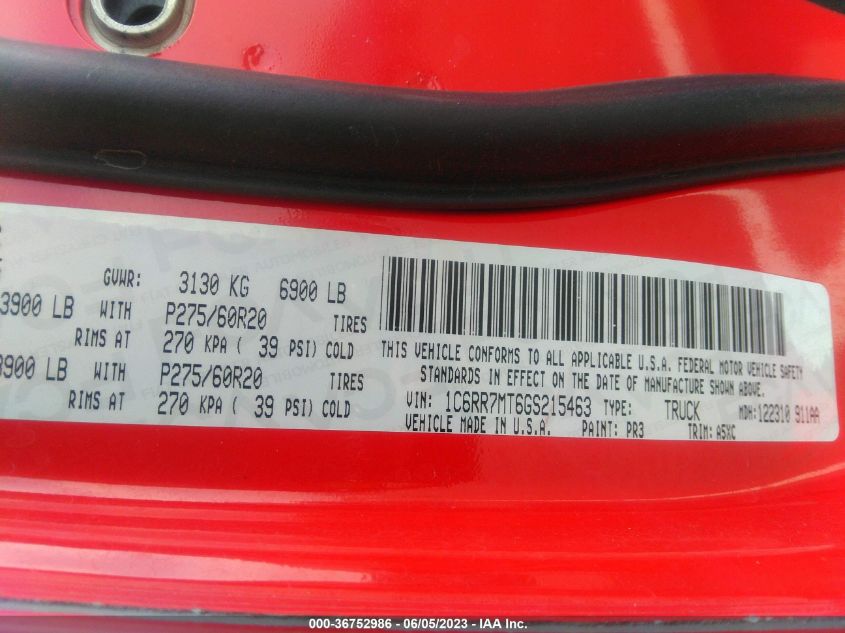 GVWR: 3130 KG 6900 LB
3900 LB WITH P275/60R20 TIRES
RIMS AT 270 KPA ( 39 PSI) COLD
3900 LB WITH P275/60R20 TIRES
RIMS AT 270 KPA ( 39 PSI) COLD
THIS VEHICLE CONFORMS TO ALL APPLICABLE U.S.A. FEDERAL MOTOR VEHICLE SAFETY
STANDARDS IN EFFECT ON THE DATE OF MANUFACTURE SHOWN ABOVE.
VIN: 1C6RR7MT6GS215463 TYPE: TRUCK MDH:122310 911AA
VEHICLE MADE IN U.S.A. PAINT: PR3 TRIM: A5XC
000-36752986 - 06/05/2023 - IAA Inc.